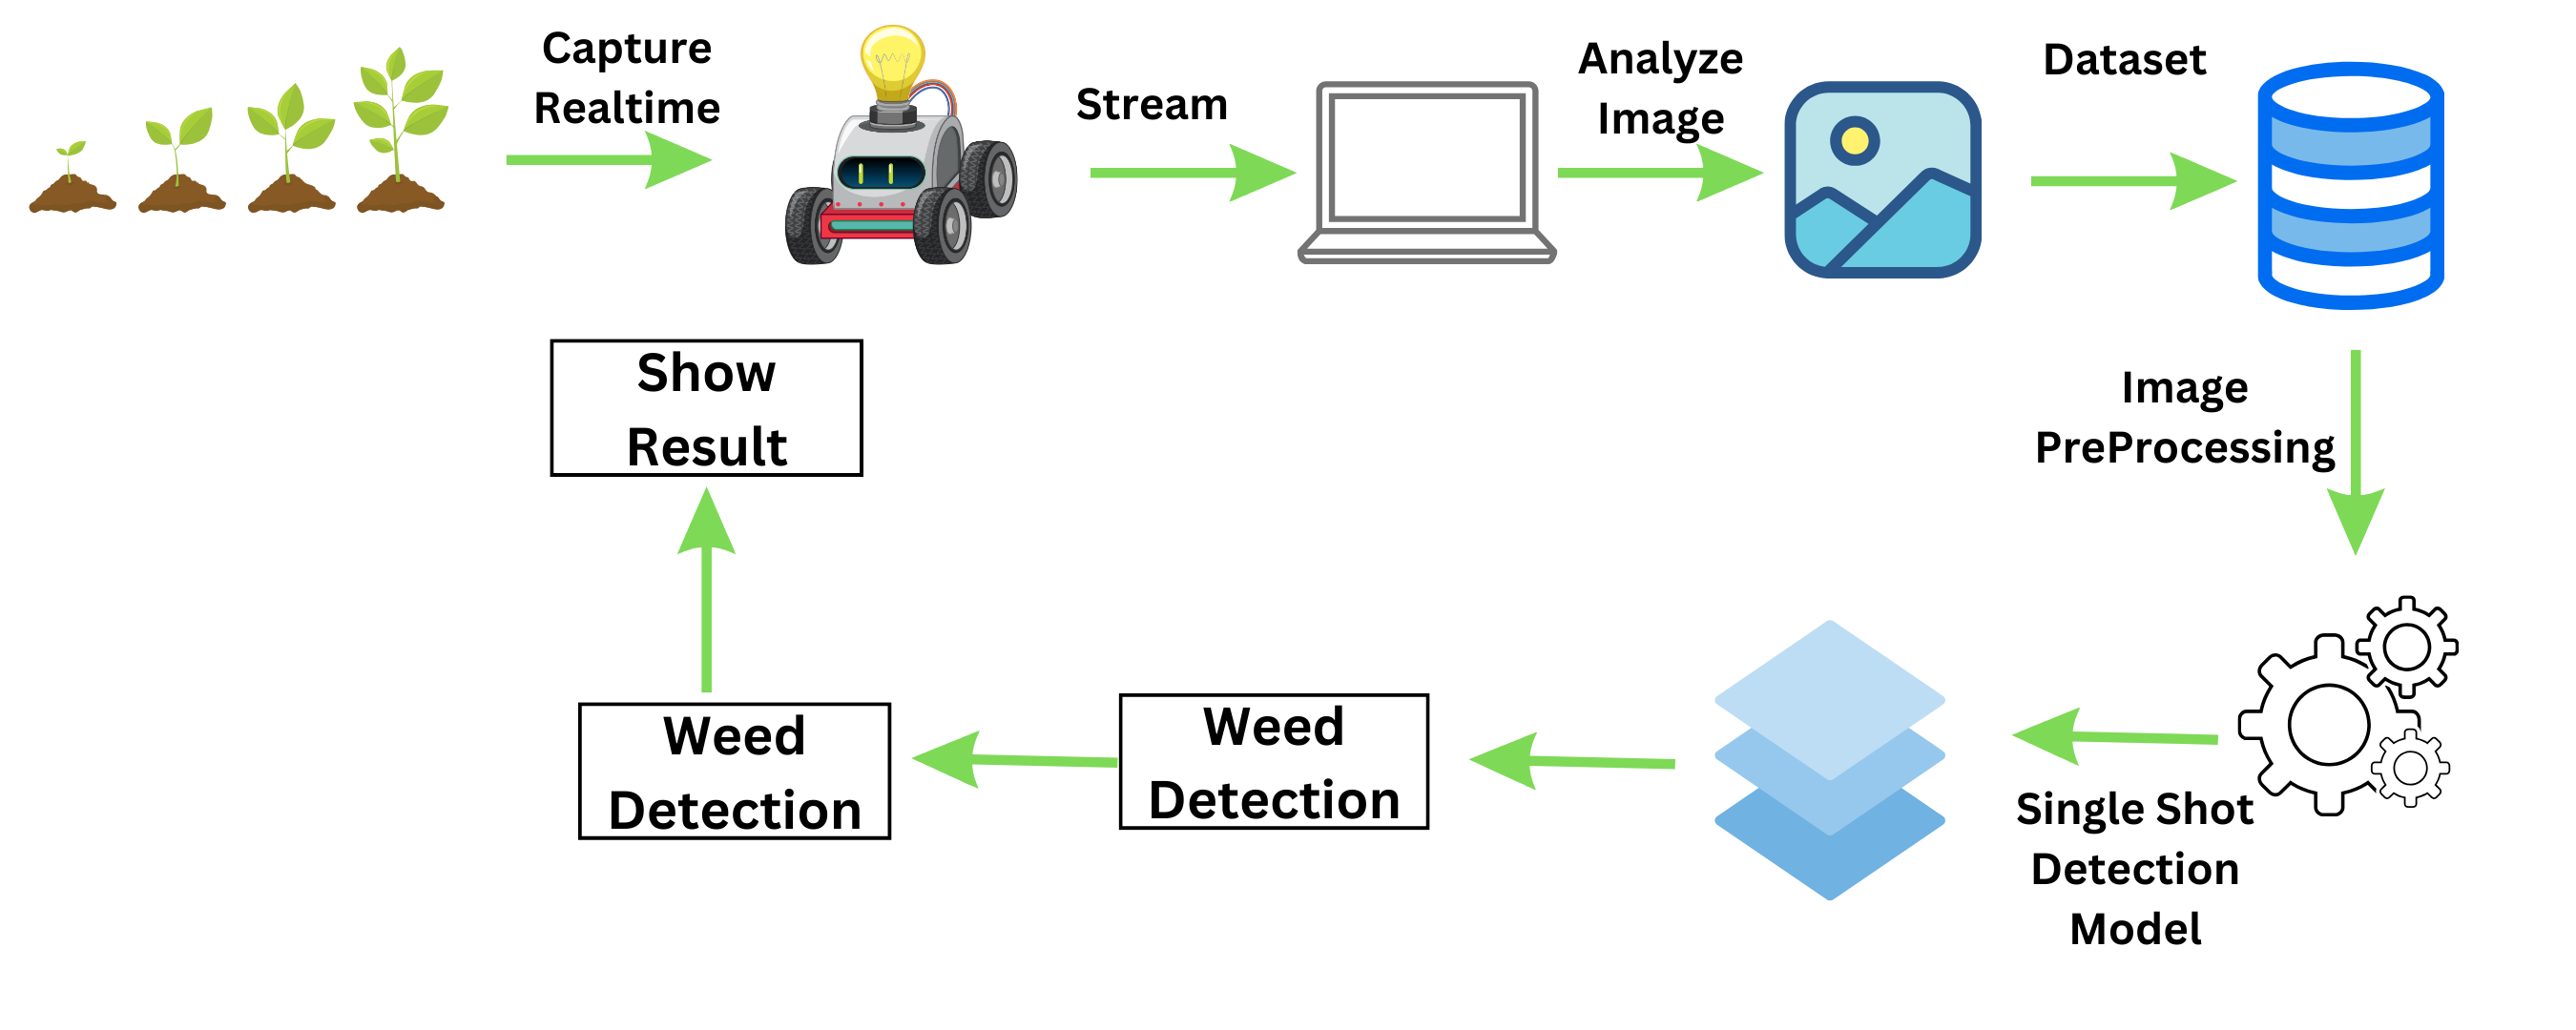 Capture
Realtime
Stream
Analyze
Image
Dataset
Image
PreProcessing
Single Shot
Detection
Model
Weed
Detection
Weed
Detection
Show
Result